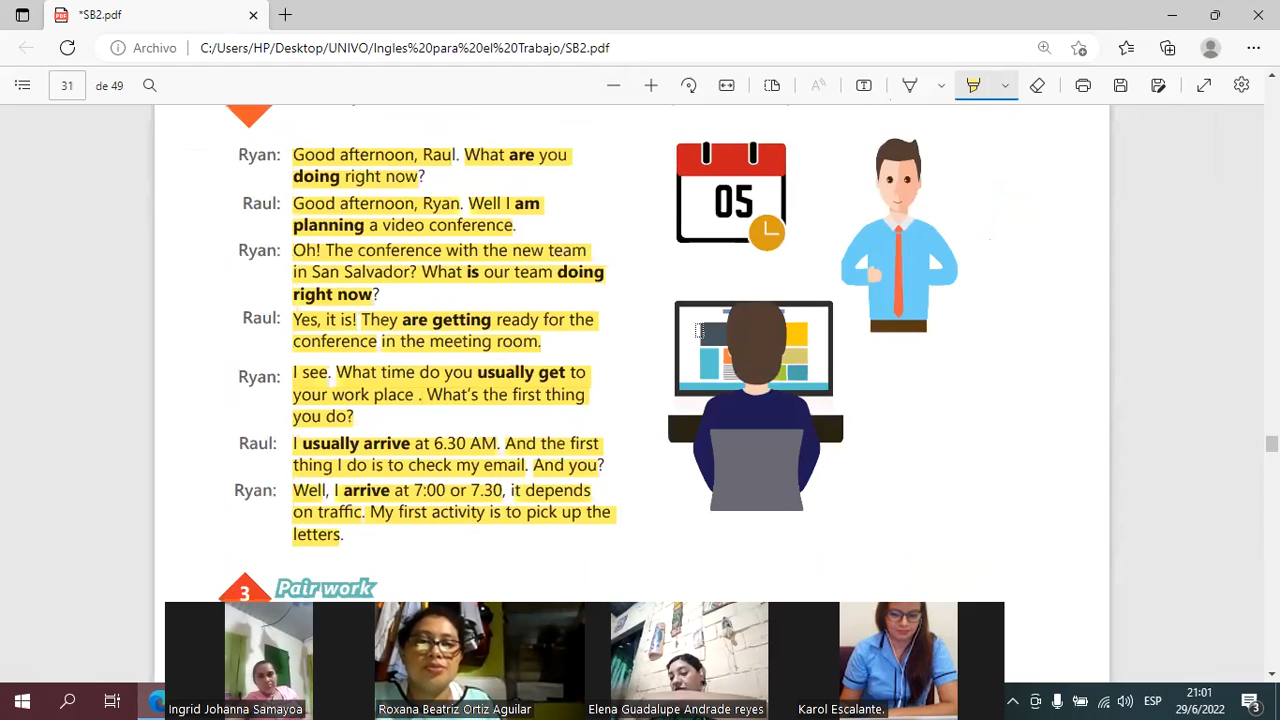 *SB2.pdf
Archivo
C:/Users/HP/Desktop/UNIVO/Ingles%20para%20el%20Trabajo/SB2.pdf
31
de 49
Ryan: Good afternoon, Raul. What are you
doing right now?
Raul: Good afternoon, Ryan. Well I am
planning a video conference.
Ryan: Oh! The conference with the new team
in San Salvador? What is our team doing
right now?
Raul: Yes, it is! They are getting ready for the
conference in the meeting room.
Ryan: I see. What time do you usually get to
your work place . What's the first thing
you do?
Raul: I usually arrive at 6.30 AM. And the first
thing I do is to check my email. And you?
Ryan: Well, I arrive at 7:00 or 7.30, it depends
on traffic. My first activity is to pick up the
letters.
05
3 Pair work
Ingrid Johanna Samayoa
Roxana Beatriz Ortiz Aguilar
Elena Guadalupe Andrade reyes
Karol Escalante.
ESP
21:01
29/6/2022
3